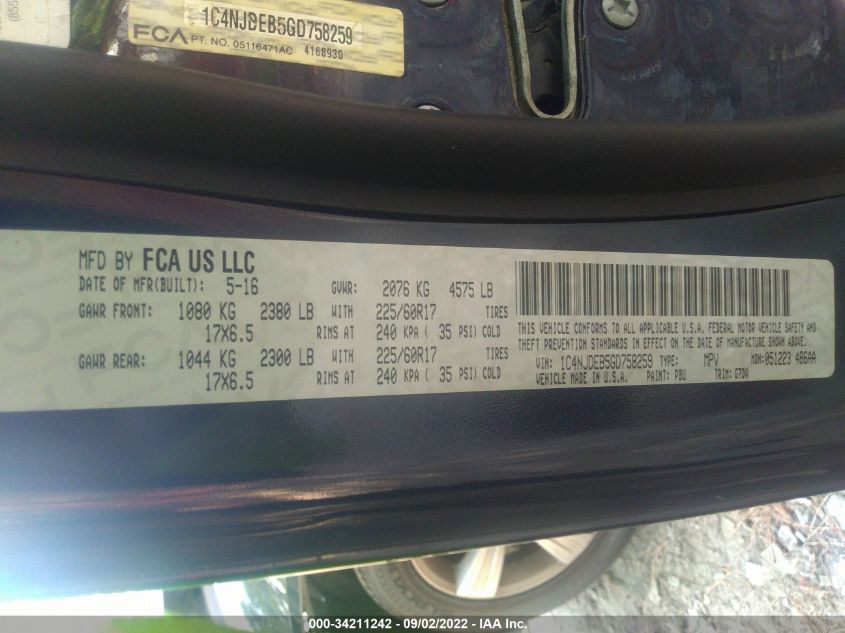 (855
1C4NJDEB5GD758259
FCA PT. NO. 05116471AC 4168930
MFD BY FCA US LLC
DATE OF MFR(BUILT): 5-16 GVWR: 2076 KG 4575 LB
GAWR FRONT: 1080 KG 2380 LB WITH 225/60R17 TIRES
17X6.5 RIMS AT 240 KPA ( 35 PSI) COLD
GAWR REAR: 1044 KG 2300 LB WITH 225/60R17 TIRES
17X6.5 RIMS AT 240 KPA ( 35 PSI) COLD
THIS VEHICLE CONFORMS TO ALL APPLICABLE U.S.A. FEDERAL MOTOR VEHICLE SAFETY AND
THEFT PREVENTION STANDARDS IN EFFECT ON THE DATE OF MANUFACTURE SHOWN ABOVE.
VIN: 1C4NJDEB5GD758259 TYPE: MPV MDH: 051223 486AA
VEHICLE MADE IN U.S.A. PAINT: PBU TRIM: G7DV
000-34211242 - 09/02/2022 - IAA Inc.